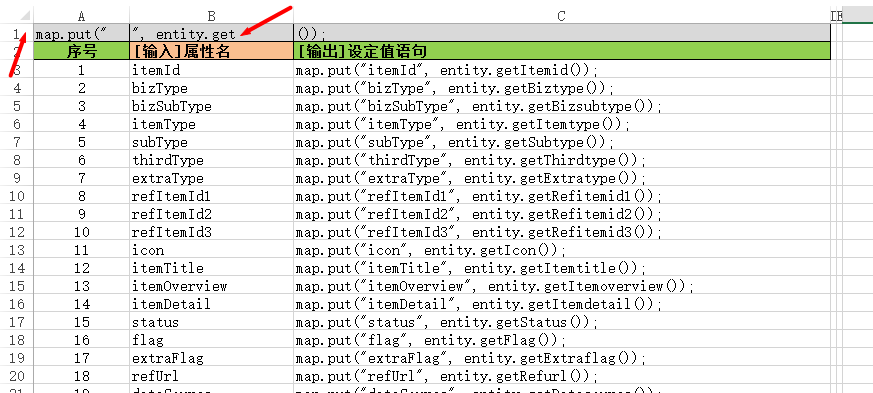 A B C
1 map.put(" ", entity.get ());
2 序号 [输入]属性名 [输出]设定值语句
3 1 itemId map.put("itemId", entity.getItemid());
4 2 bizType map.put("bizType", entity.getBiztype());
5 3 bizSubType map.put("bizSubType", entity.getBizsubtype());
6 4 itemType map.put("itemType", entity.getItemtype());
7 5 subType map.put("subType", entity.getSubtype());
8 6 thirdType map.put("thirdType", entity.getThirdtype());
9 7 extraType map.put("extraType", entity.getExtratype());
10 8 refItemId1 map.put("refItemId1", entity.getRefitemid1());
11 9 refItemId2 map.put("refItemId2", entity.getRefitemid2());
12 10 refItemId3 map.put("refItemId3", entity.getRefitemid3());
13 11 icon map.put("icon", entity.getIcon());
14 12 itemTitle map.put("itemTitle", entity.getItemtitle());
15 13 itemOverview map.put("itemOverview", entity.getItemoverview());
16 14 itemDetail map.put("itemDetail", entity.getItemdetail());
17 15 status map.put("status", entity.getStatus());
18 16 flag map.put("flag", entity.getFlag());
19 17 extraFlag map.put("extraFlag", entity.getExtraflag());
20 18 refUrl map.put("refUrl", entity.getRefurl());